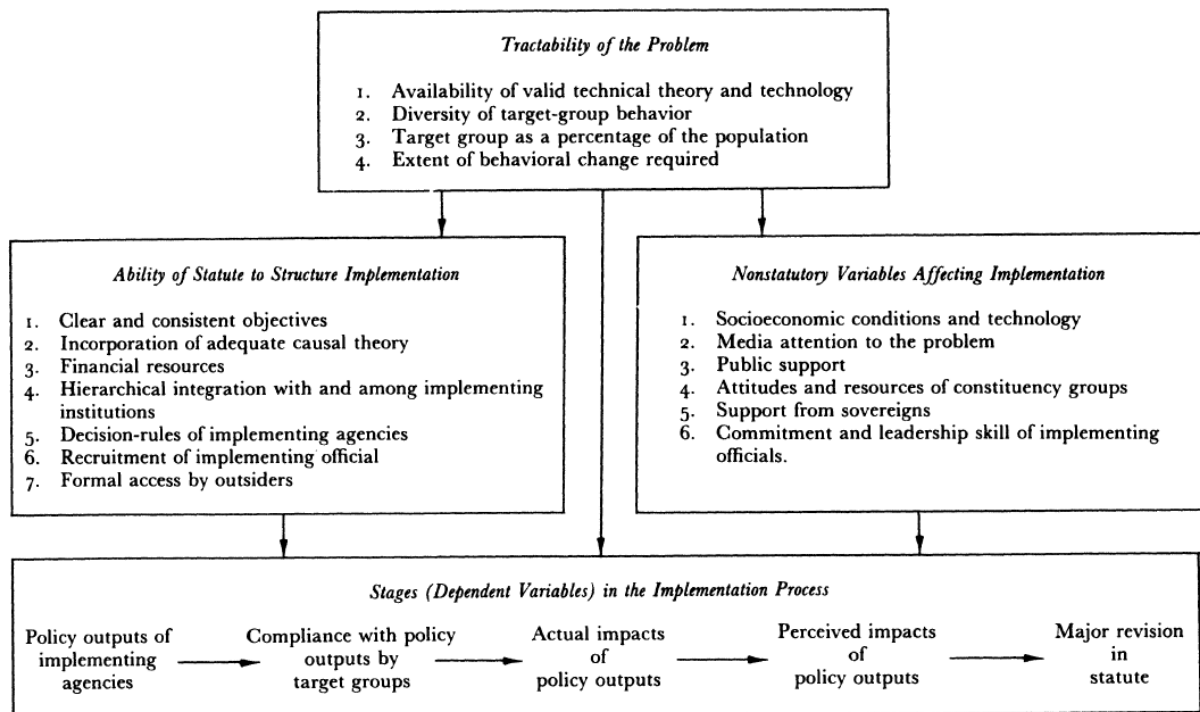 Tractability of the Problem
1. Availability of valid technical theory and technology
2. Diversity of target-group behavior
3. Target group as a percentage of the population
4. Extent of behavioral change required
Ability of Statute to Structure Implementation
1. Clear and consistent objectives
2. Incorporation of adequate causal theory
3. Financial resources
4. Hierarchical integration with and among implementing
institutions
5. Decision-rules of implementing agencies
6. Recruitment of implementing official
7. Formal access by outsiders
Nonstatutory Variables Affecting Implementation
1. Socioeconomic conditions and technology
2. Media attention to the problem
3. Public support
4. Attitudes and resources of constituency groups
5. Support from sovereigns
6. Commitment and leadership skill of implementing
officials.
Stages (Dependent Variables) in the Implementation Process
Policy outputs of
implementing
agencies
Compliance with policy
outputs by
target groups
Actual impacts
of
policy outputs
Perceived impacts
of
policy outputs
Major revision
in
statute